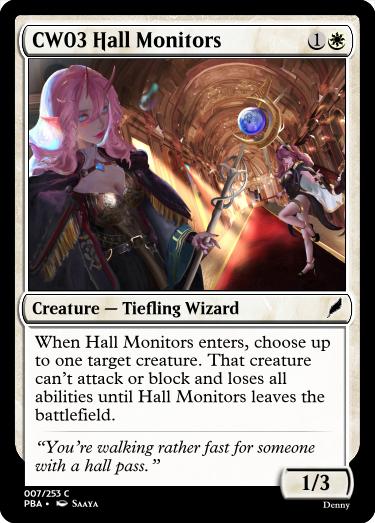 CW03 Hall Monitors
1
Creature — Tiefling Wizard
When Hall Monitors enters, choose up
to one target creature. That creature
can't attack or block and loses all
abilities until Hall Monitors leaves the
battlefield.
“You're walking rather fast for someone
with a hall pass.”
1/3
007/253 C
PBA • Saaya
Denny